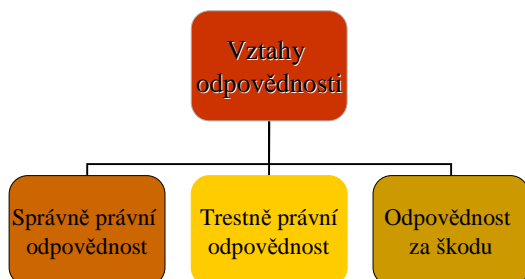 Vztahy
odpovědnosti
Správně právní
odpovědnost
Trestně právní
odpovědnost
Odpovědnost
za škodu